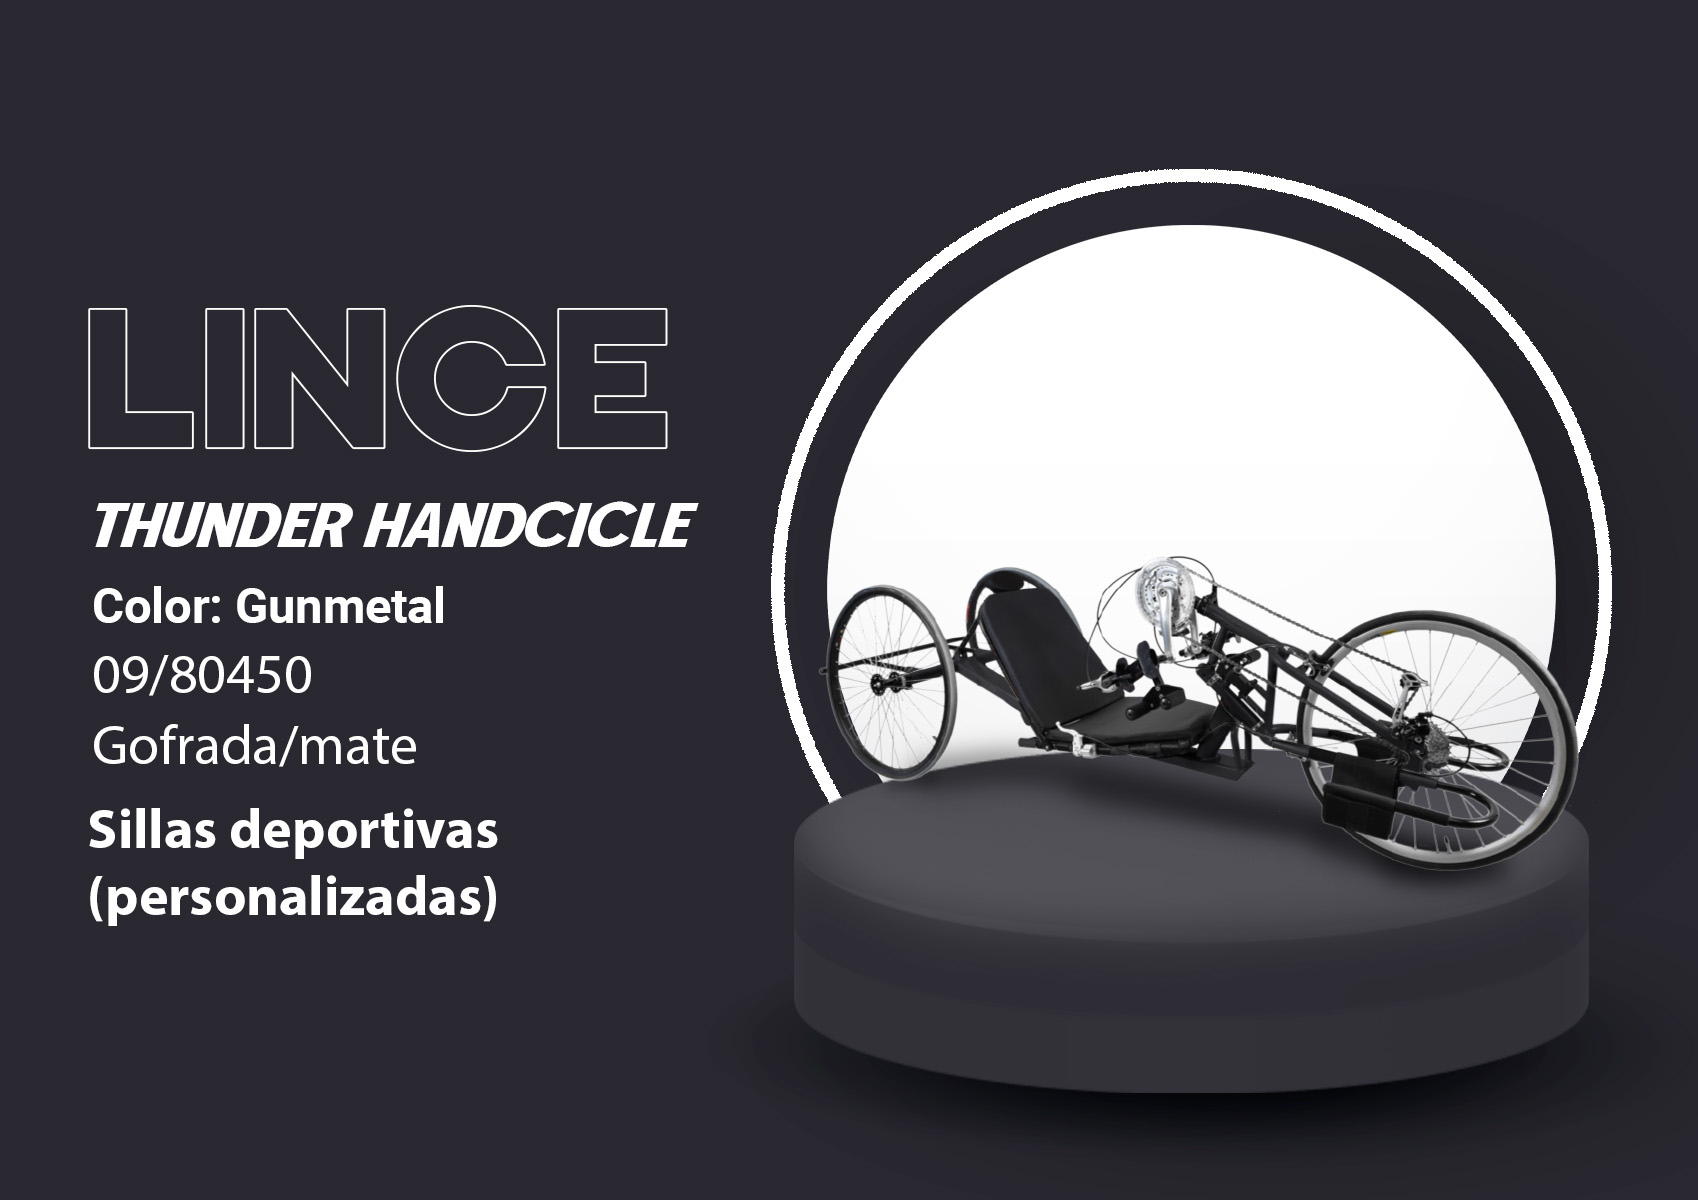 LINCE
THUNDER HANDCICLE
Color: Gunmetal
09/80450
Gofrada/mate
Sillas deportivas
(personalizadas)